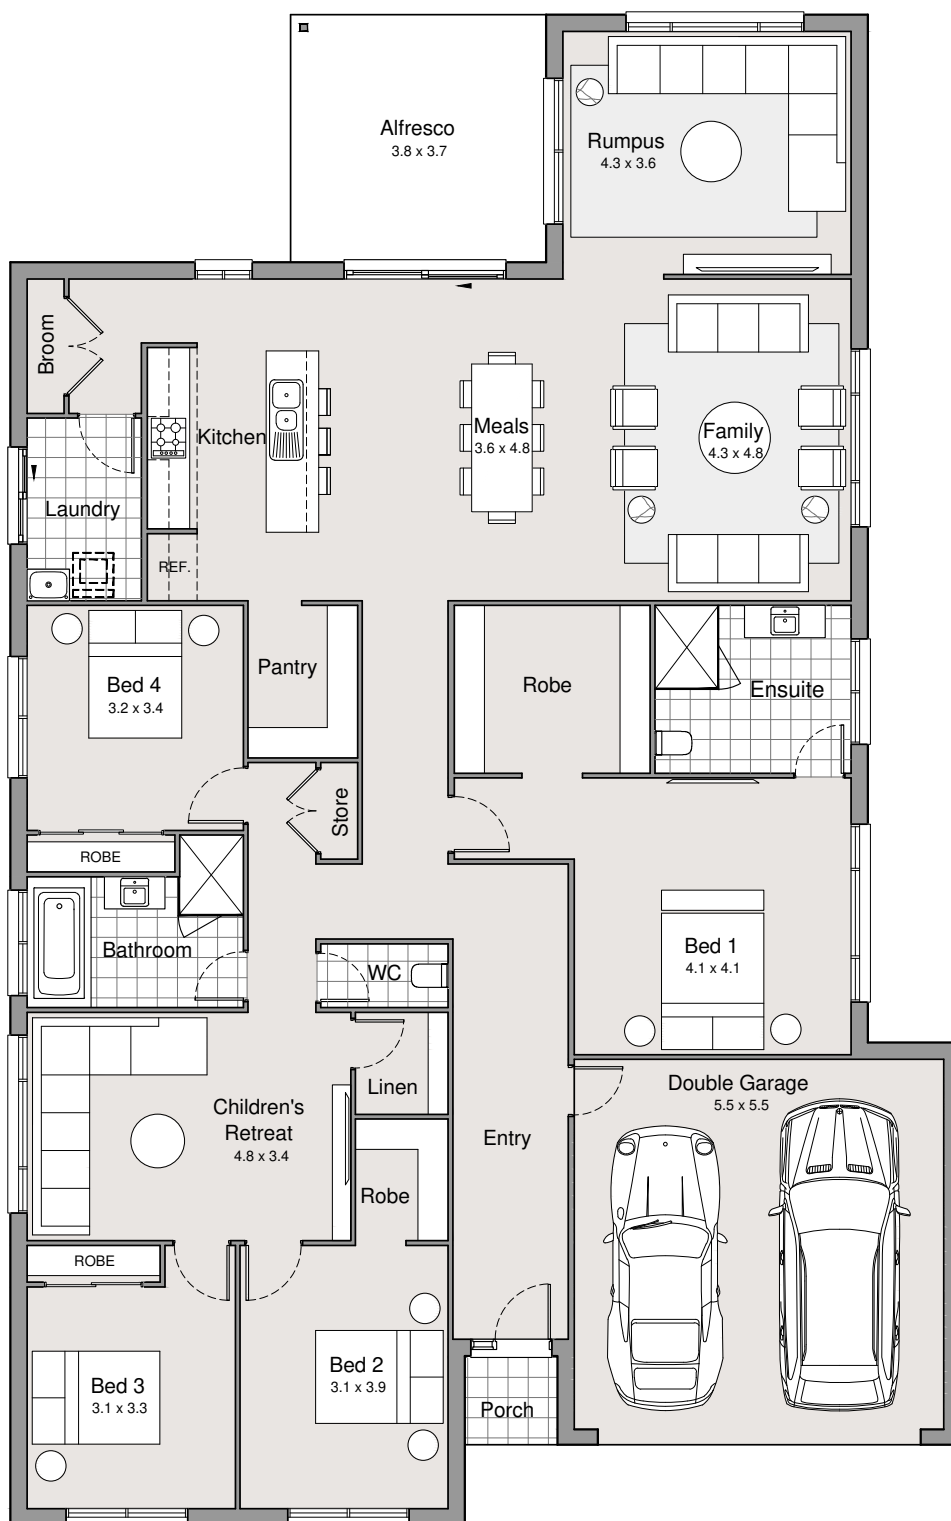 Alfresco
3.8 x 3.7
Rumpus
4.3 x 3.6
Broom
Kitchen
Meals
3.6 x 4.8
Family
4.3 x 4.8
Laundry
REF.
Pantry
Bed 4
3.2 x 3.4
Robe
Ensuite
Store
ROBE
Bathroom
WC
Bed 1
4.1 x 4.1
Linen
Children's
Retreat
4.8 x 3.4
Double Garage
5.5 x 5.5
Entry
Robe
ROBE
Bed 3
3.1 x 3.3
Bed 2
3.1 x 3.9
Porch